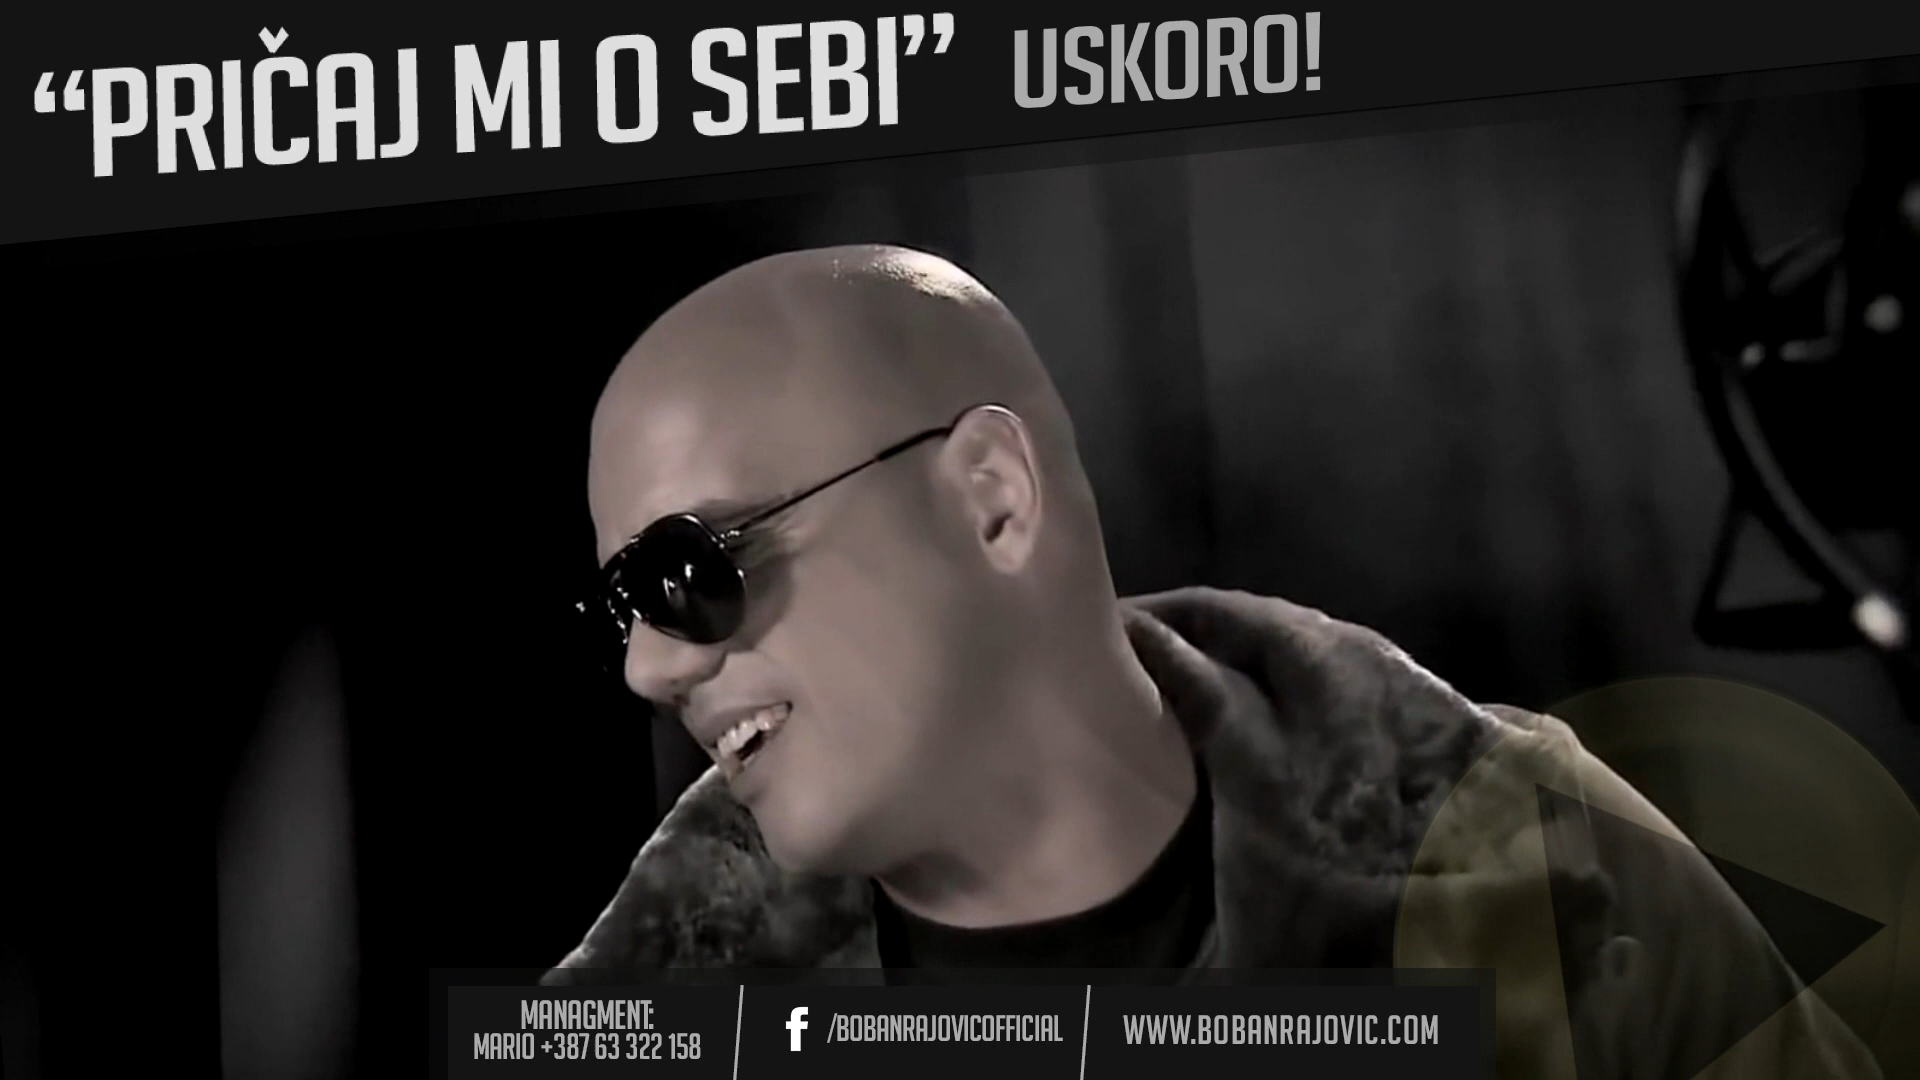 “PRIČAJ MI O SEBI” USKORO!
MANAGMENT:
MARIO +387 63 322 158
f /BOBANRAJOVICOFFICIAL
WWW.BOBANRAJOVIC.COM